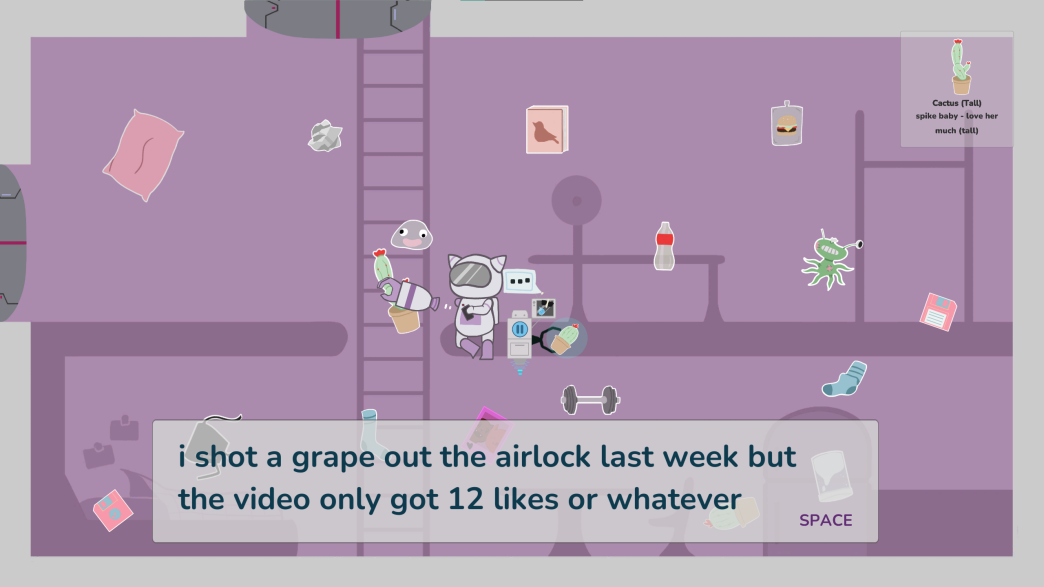 Cactus (Tall)
spike baby - love her
much (tall)
i shot a grape out the airlock last week but
the video only got 12 likes or whatever
SPACE